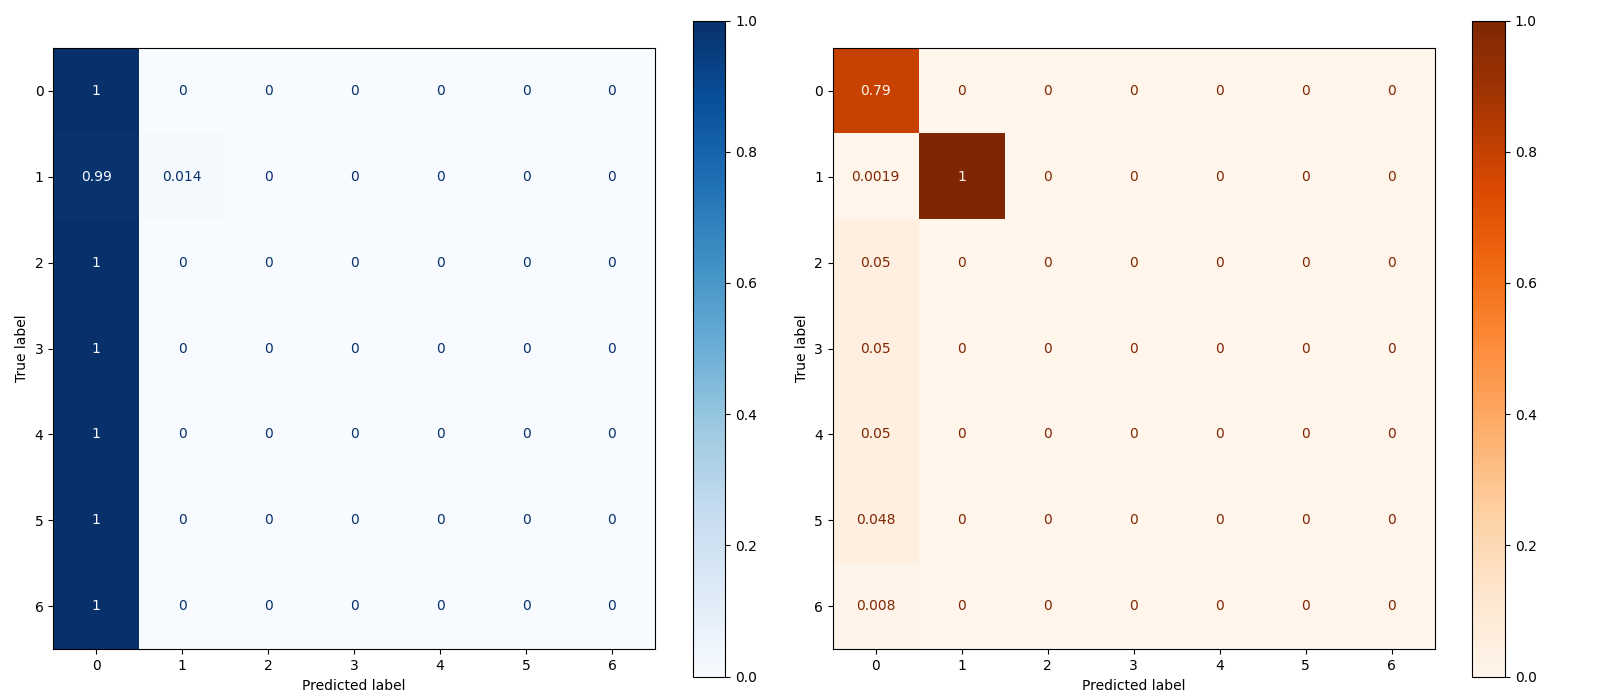 1.0
0 1 0 0 0 0 0 0
1 0.99 0.014 0 0 0 0 0
0.8
2 1 0 0 0 0 0 0
0.6
3 1 0 0 0 0 0 0
True label
0.4
4 1 0 0 0 0 0 0
5 1 0 0 0 0 0 0
0.2
6 1 0 0 0 0 0 0
0.0
0 1 2 3 4 5 6
Predicted label
1.0
0 0.79 0 0 0 0 0 0
1 0.0019 1 0 0 0 0 0
0.8
2 0.05 0 0 0 0 0 0
0.6
3 0.05 0 0 0 0 0 0
True label
0.4
4 0.05 0 0 0 0 0 0
5 0.048 0 0 0 0 0 0
0.2
6 0.008 0 0 0 0 0 0
0.0
0 1 2 3 4 5 6
Predicted label